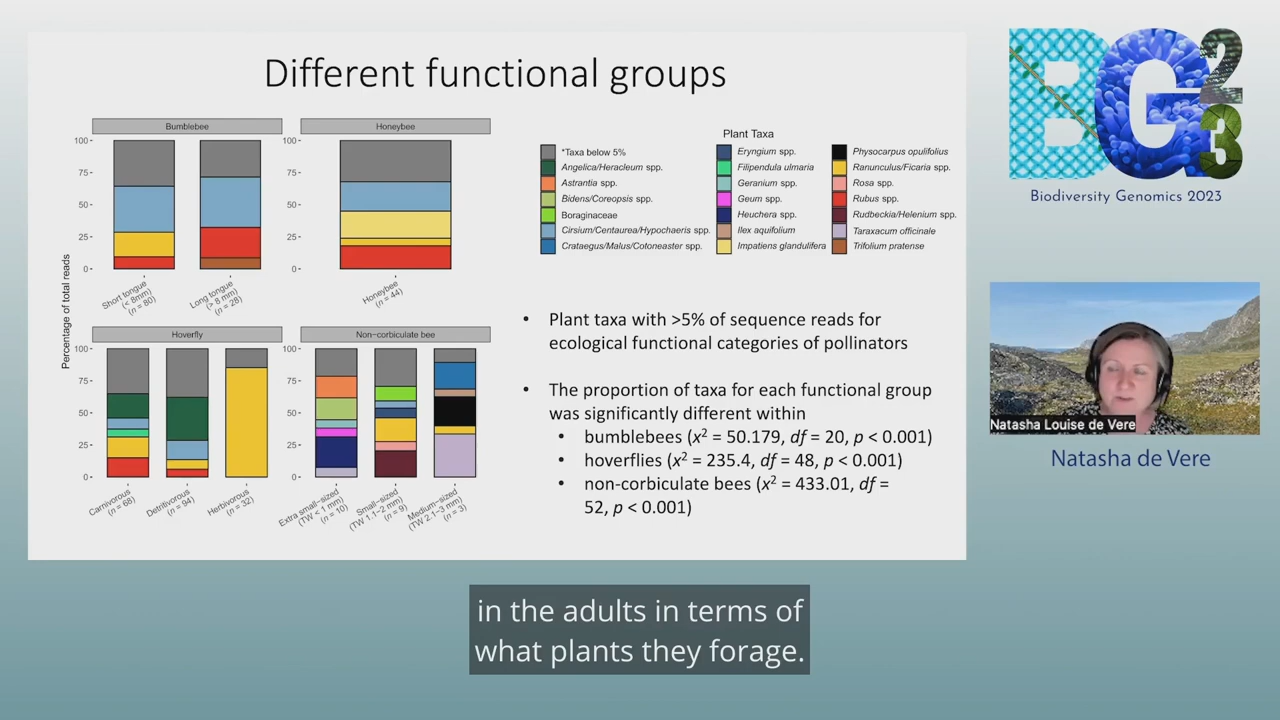 Different functional groups
Percentage of total reads
Bumblebee
100
75
50
25
0
Short tongue
(< 8mm)
(n = 80)
Long tongue
(> 8 mm)
(n = 28)
Honeybee
100
75
50
25
0
Honeybee
(n = 44)
Hoverfly
100
75
50
25
0
Carnivorous
(n = 68)
Detritivorous
(n = 94)
Herbivorous
(n = 32)
Non−corbiculate bee
100
75
50
25
0
Extra small−sized
(TW < 1 mm)
(n = 10)
Small−sized
(TW 1.1−2 mm)
(n = 9)
Medium−sized
(TW 2.1−3 mm)
(n = 3)
Plant Taxa
*Taxa below 5%
Angelica/Heracleum spp.
Astrantia spp.
Bidens/Coreopsis spp.
Boraginaceae
Cirsium/Centaurea/Hypochaeris spp.
Crataegus/Malus/Cotoneaster spp.
Eryngium spp.
Filipendula ulmaria
Geranium spp.
Geum spp.
Heuchera spp.
Ilex aquifolium
Impatiens glandulifera
Physocarpus opulifolius
Ranunculus/Ficaria spp.
Rosa spp.
Rubus spp.
Rudbeckia/Helenium spp.
Taraxacum officinale
Trifolium pratense
• Plant taxa with >5% of sequence reads for
ecological functional categories of pollinators
• The proportion of taxa for each functional group
was significantly different within
• bumblebees (x² = 50.179, df = 20, p < 0.001)
• hoverflies (x² = 235.4, df = 48, p < 0.001)
• non-corbiculate bees (x² = 433.01, df =
52, p < 0.001)
BG23
Biodiversity Genomics 2023
Natasha Louise de Vere
Natasha de Vere
in the adults in terms of
what plants they forage.